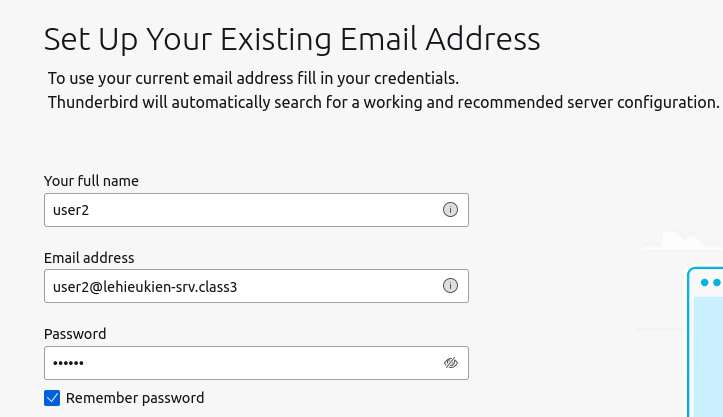 Set Up Your Existing Email Address
To use your current email address fill in your credentials.
Thunderbird will automatically search for a working and recommended server configuration.
Your full name
user2
Email address
user2@lehieukien-srv.class3
Password
••••••
Remember password